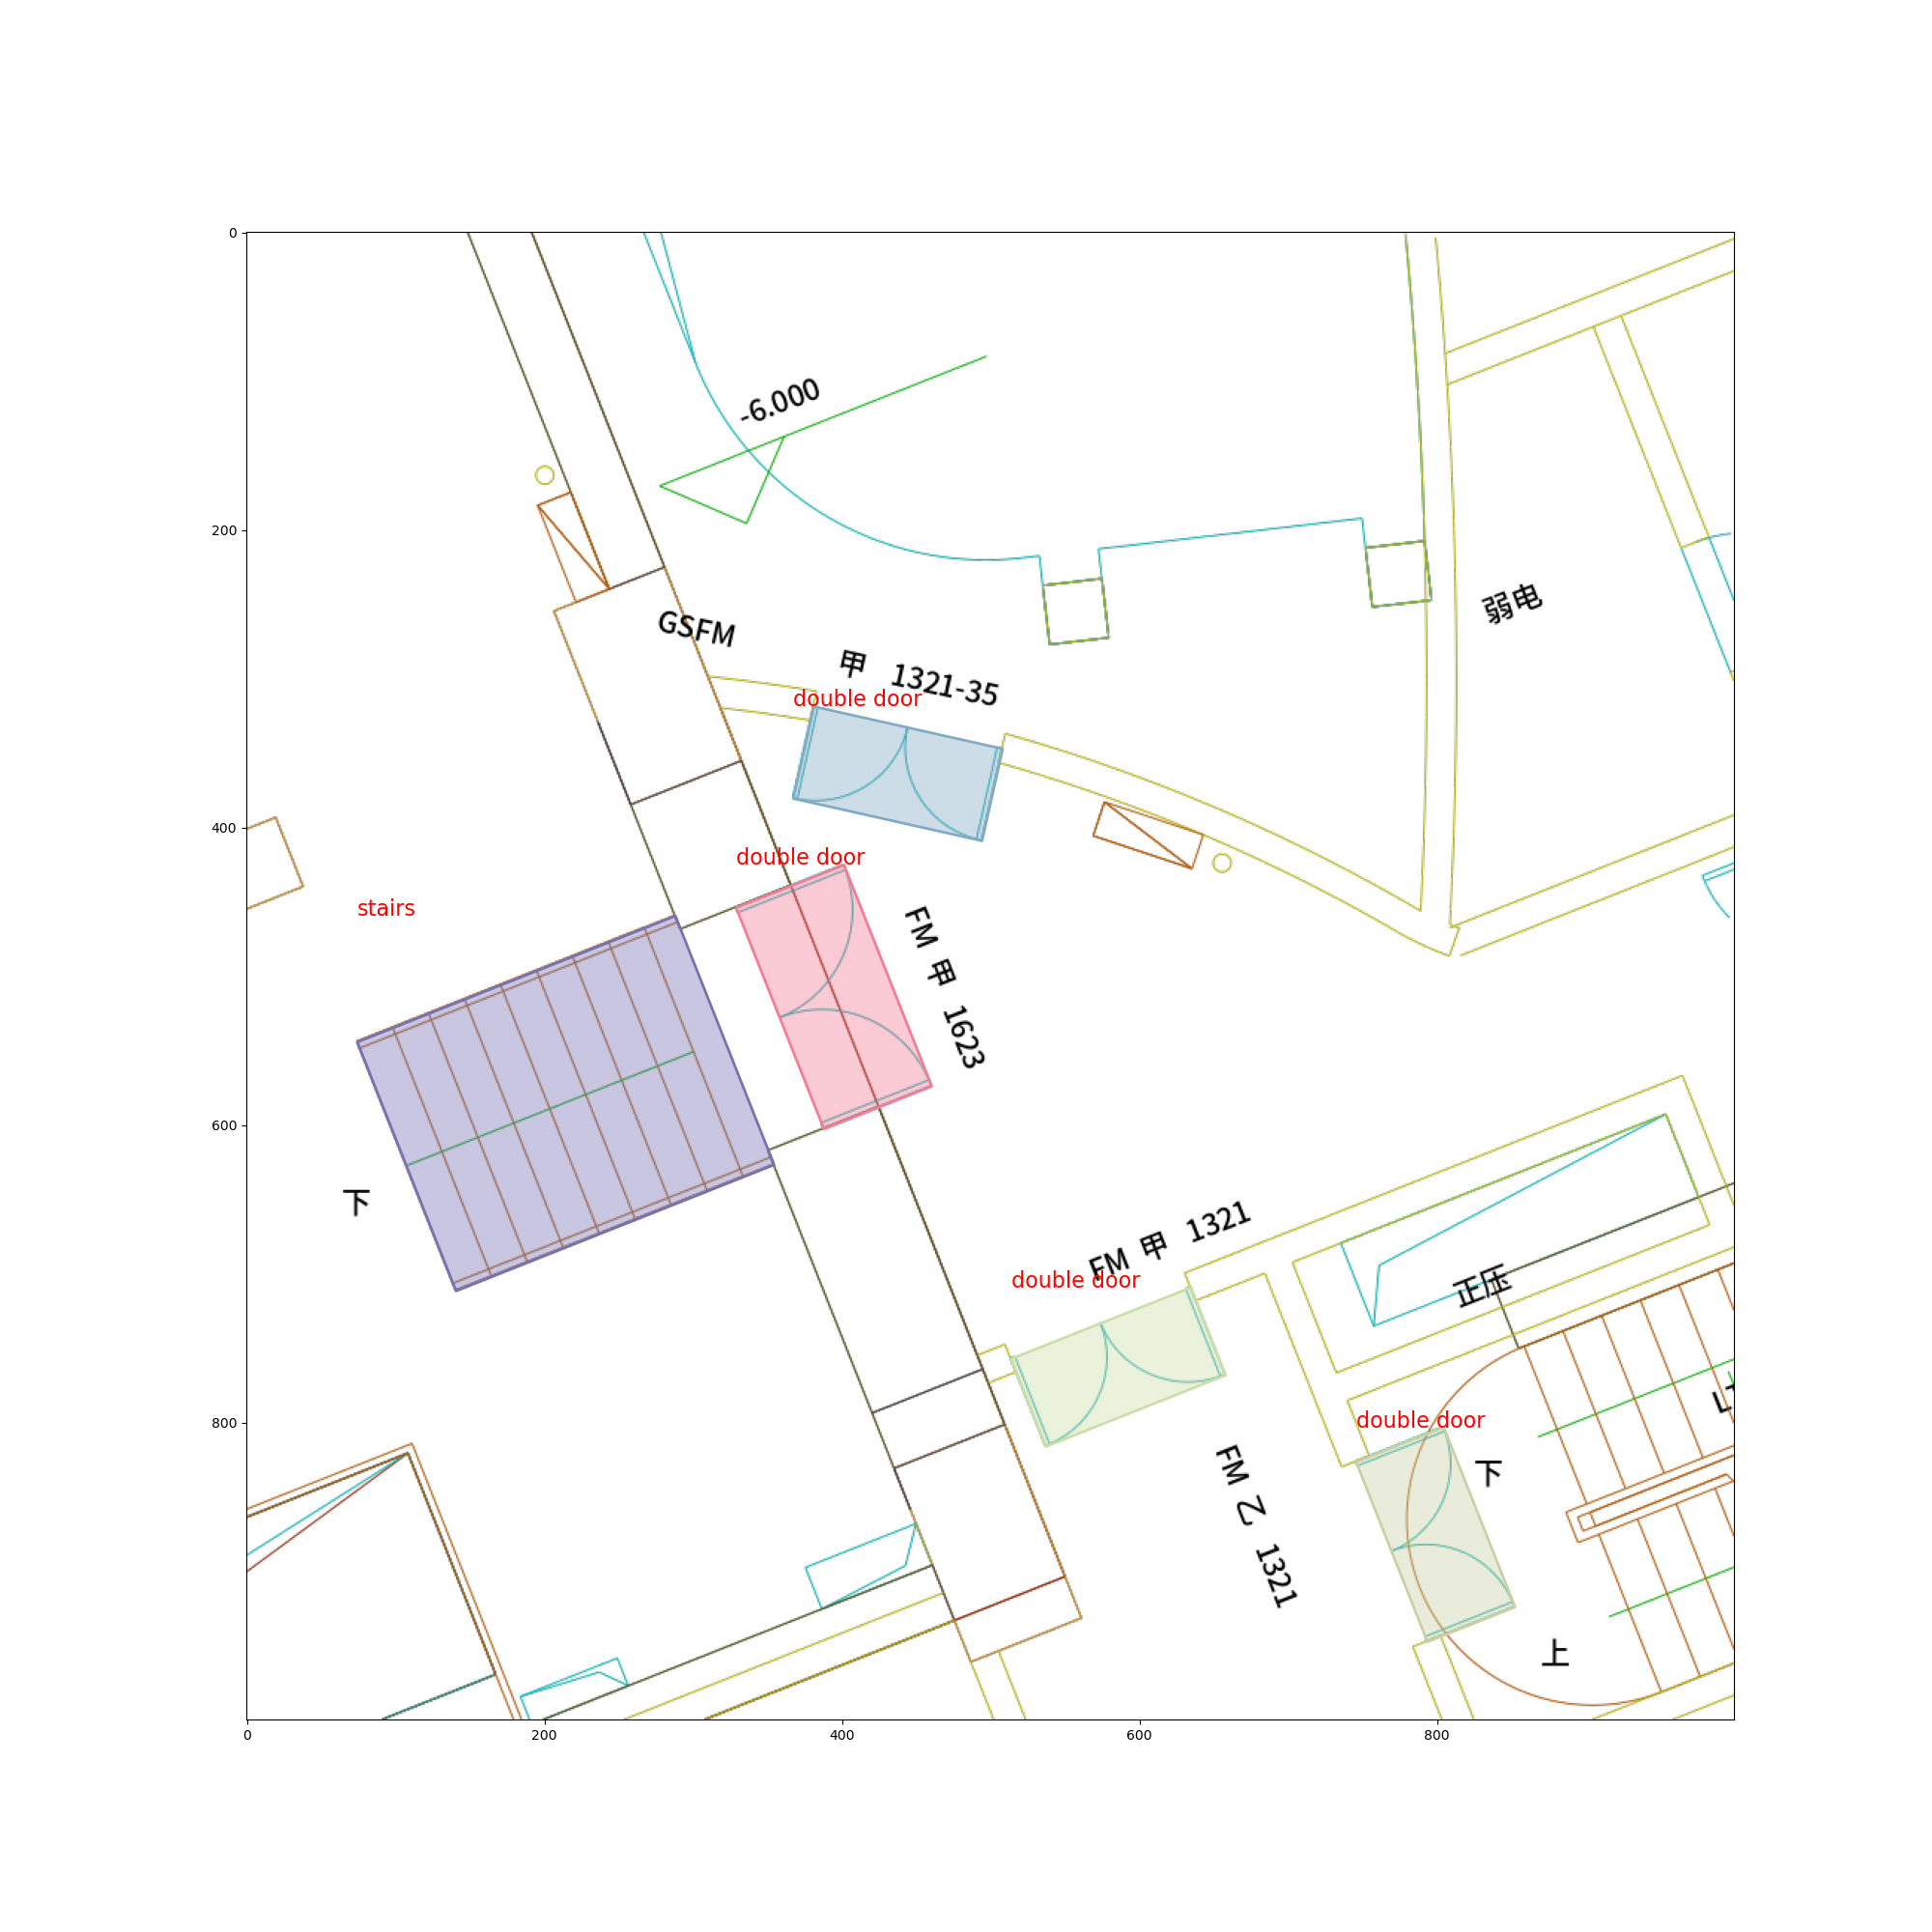 0
200
400
600
800
-6.000
弱电
GSFM
甲 1321-35
double door
double door
stairs
FM 甲 1623
下
FM 甲 1321
double door
正压
double door
FM 乙 1321
下
上
0
200
400
600
800